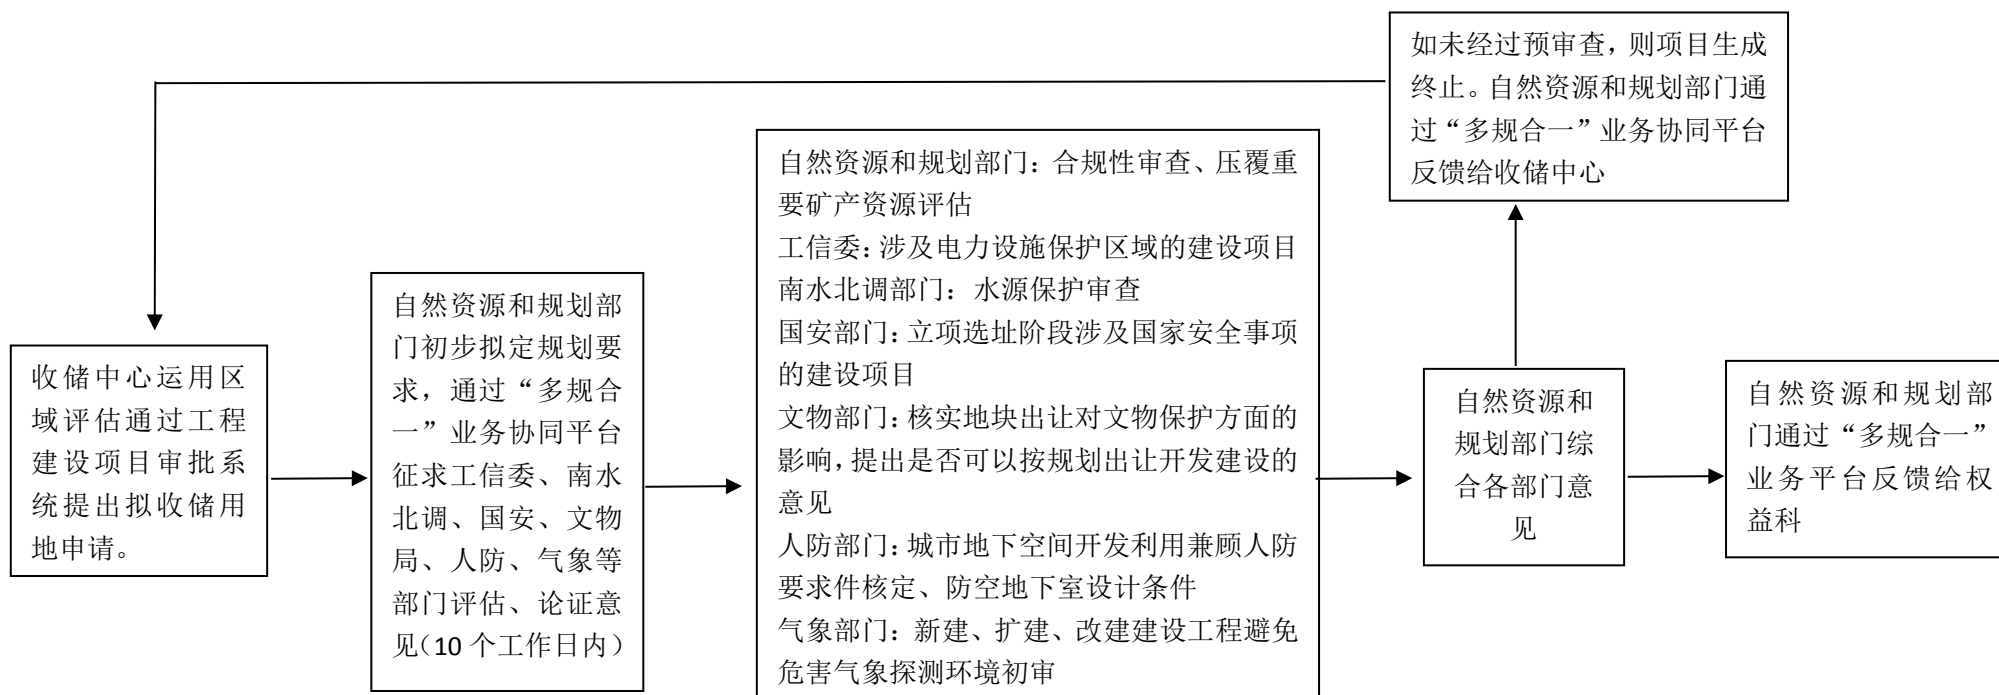 如未经过预审查，则项目生成
终止。自然资源和规划部门通
过“多规合一”业务协同平台
反馈给收储中心
收储中心运用区
域评估通过工程
建设项目审批系
统提出拟收储用
地申请。
自然资源和规划部
门初步拟定规划要
求，通过“多规合
一”业务协同平台
征求工信委、南水
北调、国安、文物
局、人防、气象等
部门评估、论证意
见（10 个工作日内）
自然资源和规划部门：合规性审查、压覆重
要矿产资源评估
工信委：涉及电力设施保护区域的建设项目
南水北调部门：水源保护审查
国安部门：立项选址阶段涉及国家安全事项
的建设项目
文物部门：核实地块出让对文物保护方面的
影响，提出是否可以按规划出让开发建设的
意见
人防部门：城市地下空间开发利用兼顾人防
要求件核定、防空地下室设计条件
气象部门：新建、扩建、改建建设工程避免
危害气象探测环境初审
自然资源和
规划部门综
合各部门意
见
自然资源和规划部
门通过“多规合一”
业务平台反馈给权
益科